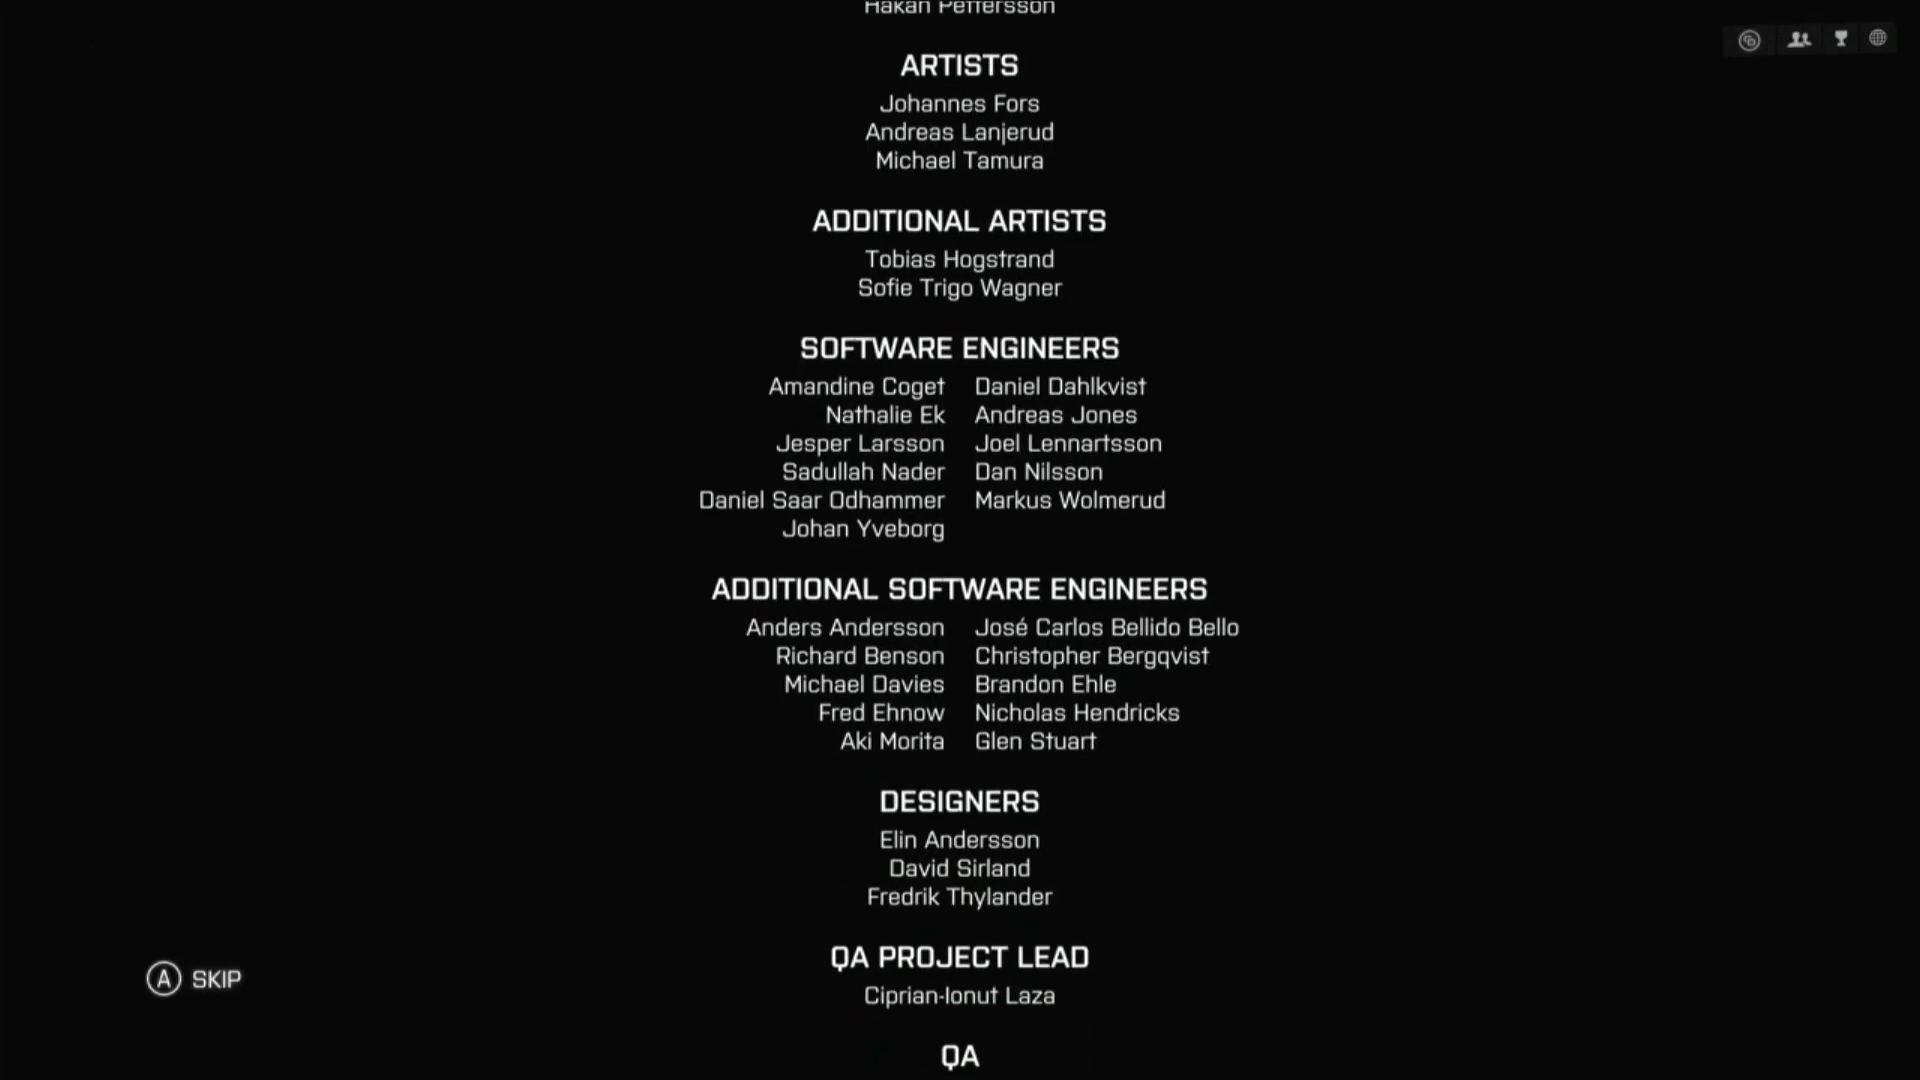 Håkan Pettersson
ARTISTS
Johannes Fors
Andreas Lanjerud
Michael Tamura
ADDITIONAL ARTISTS
Tobias Hogstrand
Sofie Trigo Wagner
SOFTWARE ENGINEERS
Amandine Coget Daniel Dahlkvist
Nathalie Ek Andreas Jones
Jesper Larsson Joel Lennartsson
Sadullah Nader Dan Nilsson
Daniel Saar Odhammer Markus Wolmerud
Johan Yveborg
ADDITIONAL SOFTWARE ENGINEERS
Anders Andersson José Carlos Bellido Bello
Richard Benson Christopher Bergqvist
Michael Davies Brandon Ehle
Fred Ehnow Nicholas Hendricks
Aki Morita Glen Stuart
DESIGNERS
Elin Andersson
David Sirland
Fredrik Thylander
QA PROJECT LEAD
Ciprian-Ionut Laza
A SKIP
QA